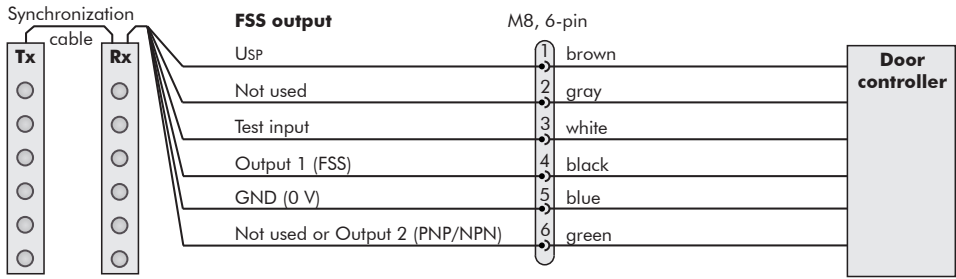 Synchronization
cable
FSS output
M8, 6-pin
Tx
Rx
Door
controller
USP
1
brown
Not used
2
gray
Test input
3
white
Output 1 (FSS)
4
black
GND (0 V)
5
blue
Not used or Output 2 (PNP/NPN)
6
green